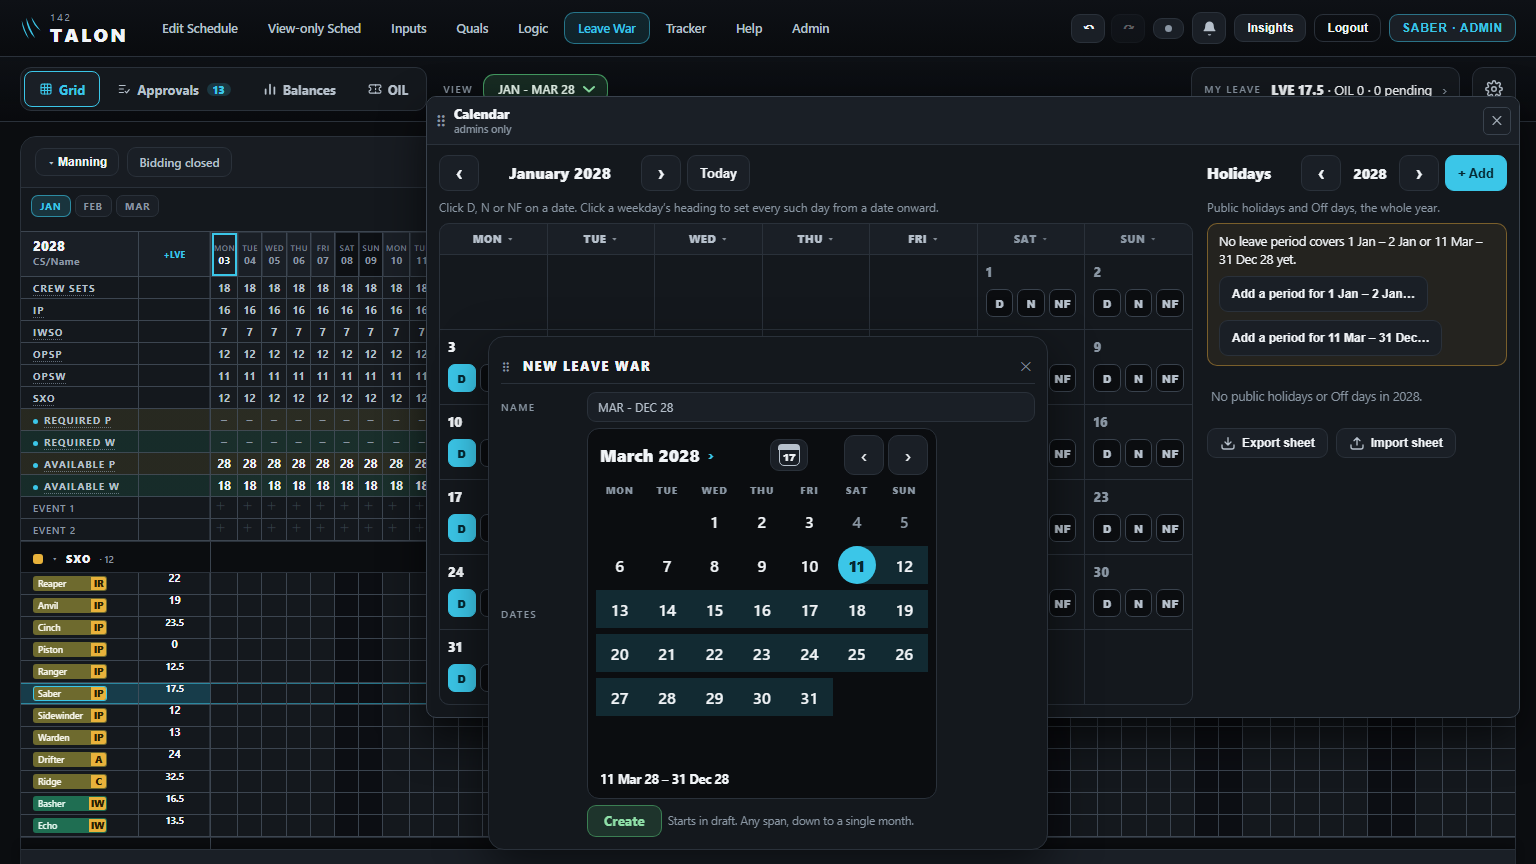 142
TALON
Edit Schedule
View-only Sched
Inputs
Quals
Logic
Leave War
Tracker
Help
Admin
Insights
Logout
SABER · ADMIN
Grid
Approvals 13
Balances
OIL
VIEW
JAN - MAR 28
MY LEAVE LVE 17.5 · OIL 0 · 0 pending ›
Calendar
admins only
Manning
Bidding closed
January 2028
Today
Holidays
2028
+ Add
Click D, N or NF on a date. Click a weekday's heading to set every such day from a date onward.
Public holidays and Off days, the whole year.
JAN FEB MAR
MON TUE WED THU FRI SAT SUN
No leave period covers 1 Jan – 2 Jan or 11 Mar –
31 Dec 28 yet.
Add a period for 1 Jan – 2 Jan...
Add a period for 11 Mar – 31 Dec...
No public holidays or Off days in 2028.
Export sheet
Import sheet
2028
CS/Name
+LVE
MON TUE WED THU FRI SAT SUN MON TU
03 04 05 06 07 08 09 10 11
CREW SETS 18 18 18 18 18 18 18 18 18
IP 16 16 16 16 16 16 16 16 16
IWSO 7 7 7 7 7 7 7 7 7
OPSP 12 12 12 12 12 12 12 12 12
OPSW 11 11 11 11 11 11 11 11 11
SXO 12 12 12 12 12 12 12 12 12
REQUIRED P – – – – – – – – –
REQUIRED W – – – – – – – – –
AVAILABLE P 28 28 28 28 28 28 28 28 28
AVAILABLE W 18 18 18 18 18 18 18 18 18
EVENT 1 + + + + + + + + +
EVENT 2 + + + + + + + + +
· SXO · 12
Reaper IR 22
Anvil IP 19
Cinch IP 23.5
Piston IP 0
Ranger IP 12.5
Saber IP 17.5
Sidewinder IP 12
Warden IP 13
Drifter A 24
Ridge C 32.5
Basher IW 16.5
Echo IW 13.5
1 2
D N NF D N NF
3 9
D NF D N NF
10 16
D NF D N NF
17 23
D NF D N NF
24 30
D NF D N NF
31
D
NEW LEAVE WAR
NAME
MAR - DEC 28
DATES
March 2028 ›
17
MON TUE WED THU FRI SAT SUN
1 2 3 4 5
6 7 8 9 10 11 12
13 14 15 16 17 18 19
20 21 22 23 24 25 26
27 28 29 30 31
11 Mar 28 – 31 Dec 28
Create
Starts in draft. Any span, down to a single month.